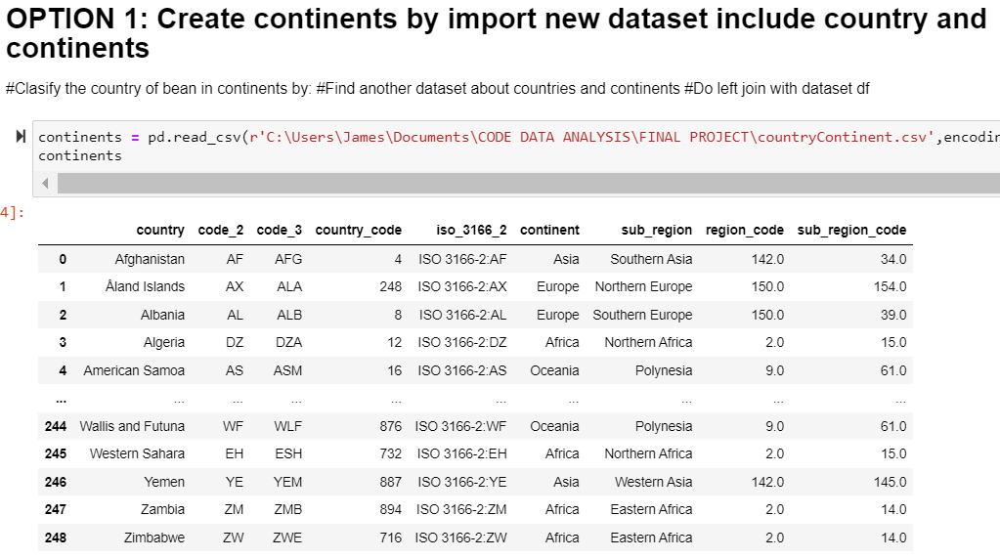 OPTION 1: Create continents by import new dataset include country and
continents
#Clasify the country of bean in continents by: #Find another dataset about countries and continents #Do left join with dataset df
continents = pd.read_csv(r'C:\Users\James\Documents\CODE DATA ANALYSIS\FINAL PROJECT\countryContinent.csv',encodin
continents
4]:
country code_2 code_3 country_code iso_3166_2 continent sub_region region_code sub_region_code
0 Afghanistan AF AFG 4 ISO 3166-2:AF Asia Southern Asia 142.0 34.0
1 Åland Islands AX ALA 248 ISO 3166-2:AX Europe Northern Europe 150.0 154.0
2 Albania AL ALB 8 ISO 3166-2:AL Europe Southern Europe 150.0 39.0
3 Algeria DZ DZA 12 ISO 3166-2:DZ Africa Northern Africa 2.0 15.0
4 American Samoa AS ASM 16 ISO 3166-2:AS Oceania Polynesia 9.0 61.0
... ... ... ... ... ... ... ... ... ...
244 Wallis and Futuna WF WLF 876 ISO 3166-2:WF Oceania Polynesia 9.0 61.0
245 Western Sahara EH ESH 732 ISO 3166-2:EH Africa Northern Africa 2.0 15.0
246 Yemen YE YEM 887 ISO 3166-2:YE Asia Western Asia 142.0 145.0
247 Zambia ZM ZMB 894 ISO 3166-2:ZM Africa Eastern Africa 2.0 14.0
248 Zimbabwe ZW ZWE 716 ISO 3166-2:ZW Africa Eastern Africa 2.0 14.0